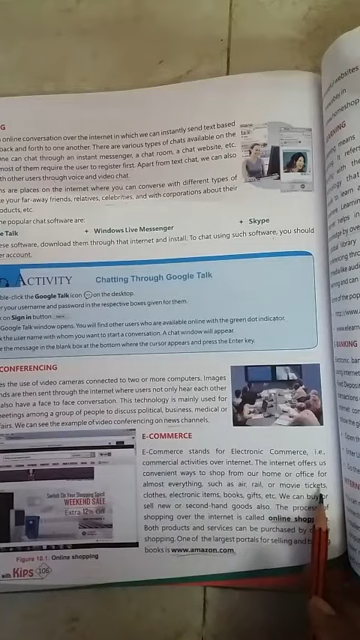 G
online conversation over the internet in which we can instantly send text based
back and forth to one another. There are various types of chats available on the
ne can chat through an instant messenger, a chat room, a chat website, etc.
most of them require the user to register first. Apart from text chat, we can also
th other users through voice and video chat.
ns are places on the internet where you can converse with different types of
e your far-away friends, relatives, celebrities, and with corporations about their
oducts, etc.
he popular chat software are:
e Talk
Windows Live Messenger
Skype
ese software, download them through that internet and install. To chat using such software, you should
er account.
ACTIVITY
Chatting Through Google Talk
ble-click the Google Talk icon on the desktop.
r your username and password in the respective boxes given for them.
k on Sign in button
Google Talk window opens. You will find other users who are available online with the green dot indicator.
k the user name with whom you want to start a conversation. A chat window will appear
e the message in the blank box at the bottom where the cursor appears and press the Enter key.
CONFERENCING
es the use of video cameras connected to two or more computers. Images
nds are then sent through the internet where users not only hear each other
also have a face to face conversation. This technology is mainly used for
meetings among a group of people to discuss political, business, medical or
fairs. We can see the example of video conferencing on news channels.
E-COMMERCE
E-Commerce stands for Electronic Commerce, i.e.,
commercial activities over internet. The internet offers us
convenient ways to shop from our home or office for
almost everything, such as air, rail, or movie tickets,
clothes, electronic items, books, gifts, etc. We can buy or
sell new or second-hand goods also. The process of
shopping over the internet is called online shop
Both products and services can be purchased by
shopping. One of the largest portals for selling and
books is www.amazon.com.
WEEKEND SALE
Extra 12% off
Figure 10.1: Online shopping
with Kips 105